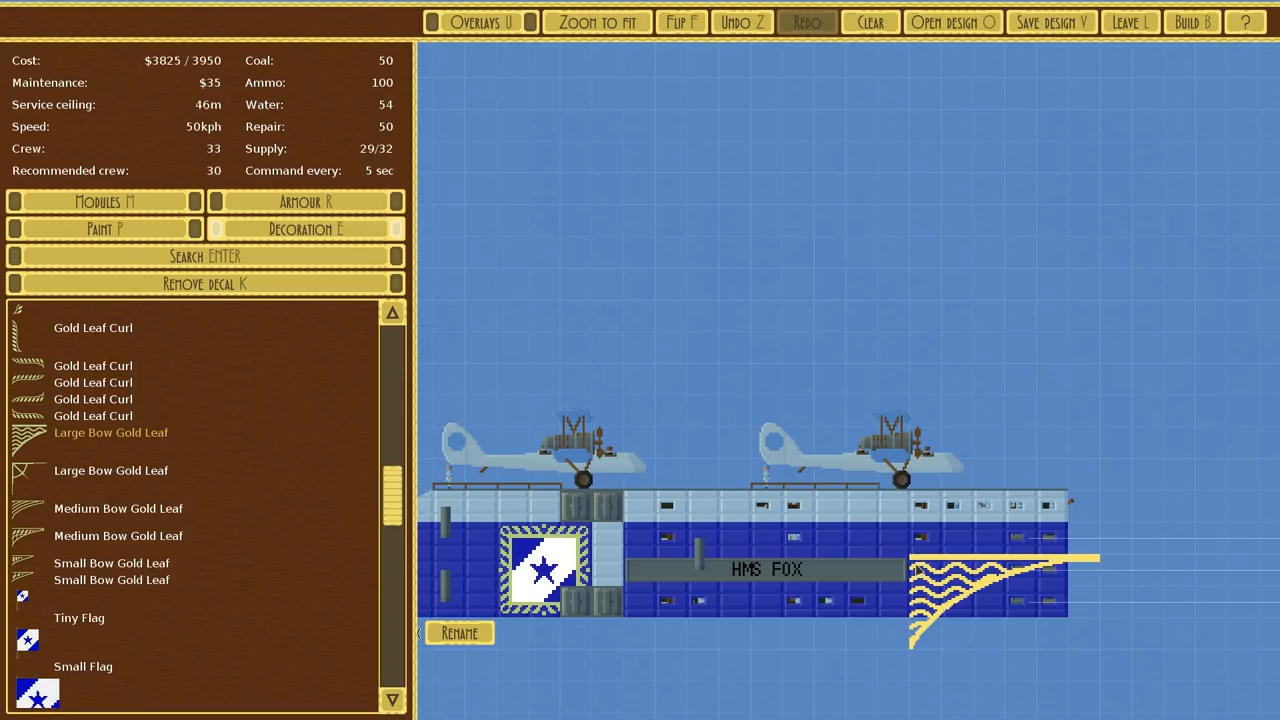 OVERLAYS U ZOOM TO FIT FLIP F UNDO Z REDO CLEAR OPEN DESIGN O SAVE DESIGN V LEAVE L BUILD B ?
Cost: $3825 / 3950 Coal: 50
Maintenance: $35 Ammo: 100
Service ceiling: 46m Water: 54
Speed: 50kph Repair: 50
Crew: 33 Supply: 29/32
Recommended crew: 30 Command every: 5 sec
MODULES M ARMOUR R
PAINT P DECORATION E
SEARCH ENTER
REMOVE DECAL K
Gold Leaf Curl
Gold Leaf Curl
Gold Leaf Curl
Gold Leaf Curl
Gold Leaf Curl
Large Bow Gold Leaf
Large Bow Gold Leaf
Medium Bow Gold Leaf
Medium Bow Gold Leaf
Small Bow Gold Leaf
Small Bow Gold Leaf
Tiny Flag
Small Flag
HMS FOX
RENAME